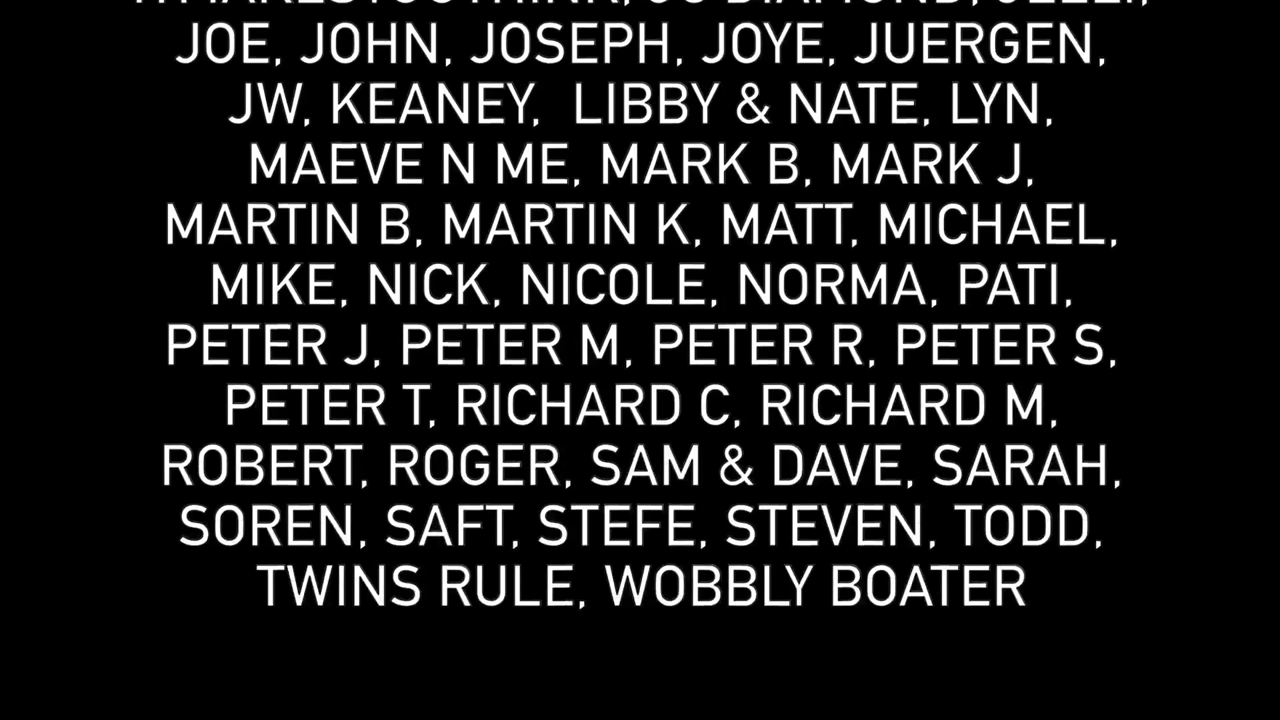 JOE, JOHN, JOSEPH, JOYE, JUERGEN,
JW, KEANEY, LIBBY & NATE, LYN,
MAEVE N ME, MARK B, MARK J,
MARTIN B, MARTIN K, MATT, MICHAEL,
MIKE, NICK, NICOLE, NORMA, PATI,
PETER J, PETER M, PETER R, PETER S,
PETER T, RICHARD C, RICHARD M,
ROBERT, ROGER, SAM & DAVE, SARAH,
SOREN, SAFT, STEFE, STEVEN, TODD,
TWINS RULE, WOBBLY BOATER